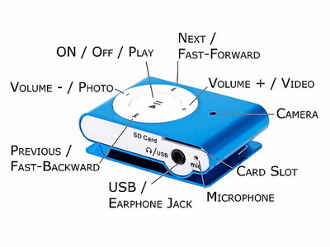 Next /
Fast-Forward
ON / Off / Play
Volume - / Photo
Volume + / Video
Camera
SD Card
/USB
mic
Previous /
Fast-Backward
Card Slot
USB /
Earphone Jack
Microphone